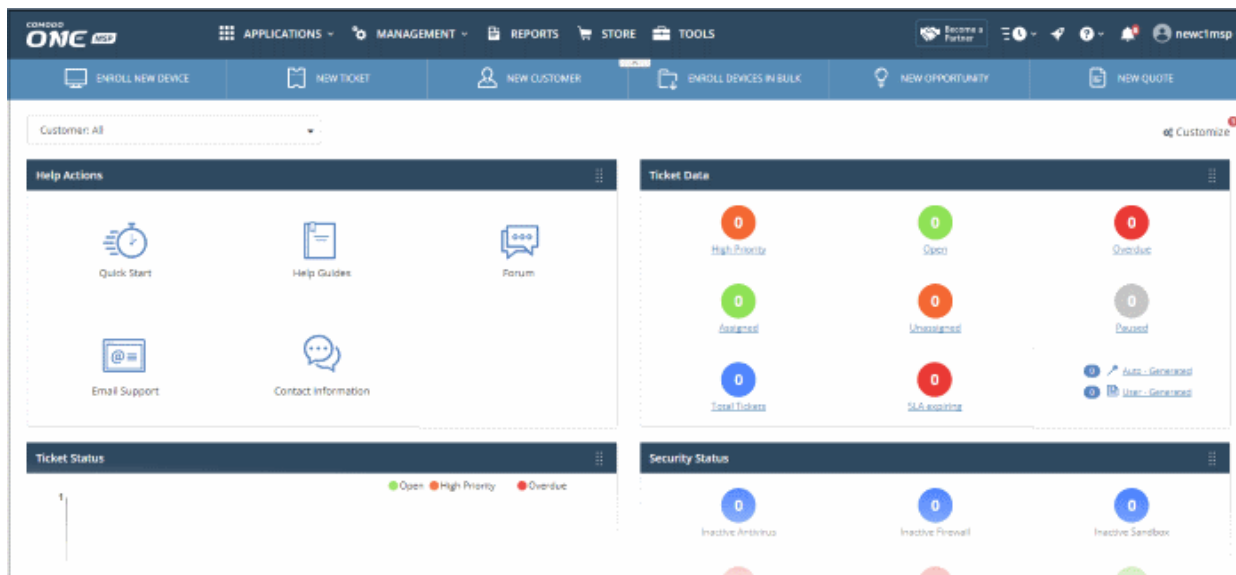 COMODO
ONE MSP
APPLICATIONS
MANAGEMENT
REPORTS
STORE
TOOLS
Become a
Partner
newc1msp
ENROLL NEW DEVICE
NEW TICKET
NEW CUSTOMER
ENROLL DEVICES IN BULK
NEW OPPORTUNITY
NEW QUOTE
Customer: All
Customize
Help Actions
Quick Start
Help Guides
Forum
Email Support
Contact Information
Ticket Data
0
High Priority
0
Open
0
Overdue
0
Assigned
0
Unassigned
0
Paused
0
Total Tickets
0
SLA expiring
0 Auto - Generated
0 User - Generated
Ticket Status
Open High Priority Overdue
1
Security Status
0
Inactive Antivirus
0
Inactive Firewall
0
Inactive Sandbox